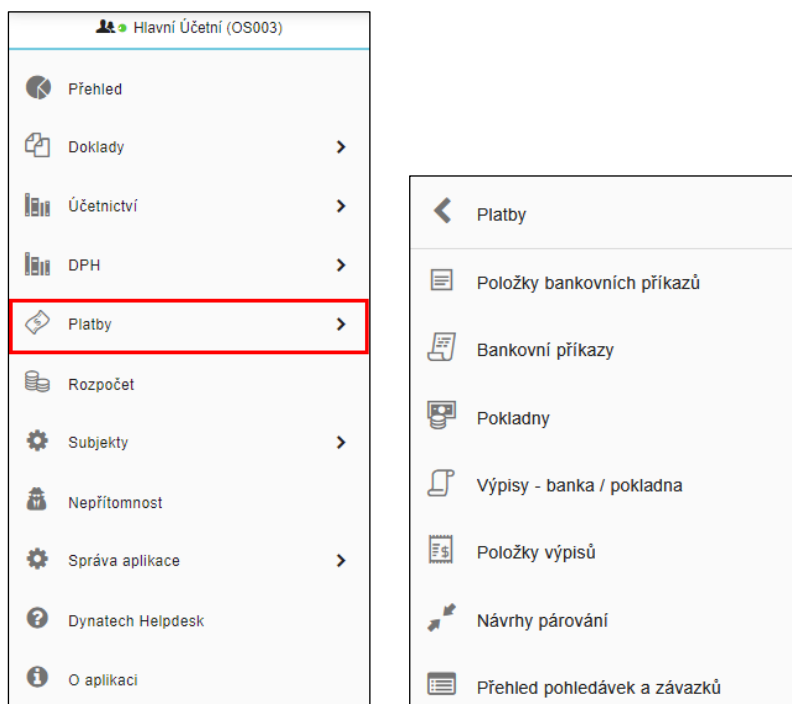 Hlavní Účetní (OS003)
Přehled
Doklady
Účetnictví
DPH
Platby
Rozpočet
Subjekty
Nepřítomnost
Správa aplikace
Dynatech Helpdesk
O aplikaci
Platby
Položky bankovních příkazů
Bankovní příkazy
Pokladny
Výpisy - banka / pokladna
Položky výpisů
Návrhy párování
Přehled pohledávek a závazků